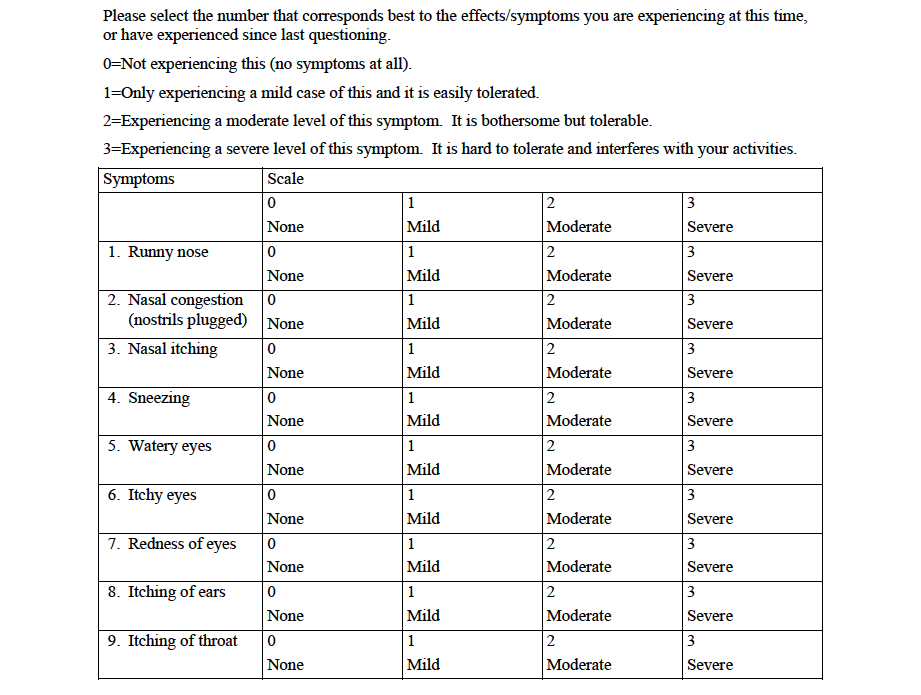 Please select the number that corresponds best to the effects/symptoms you are experiencing at this time,
or have experienced since last questioning.
0=Not experiencing this (no symptoms at all).
1=Only experiencing a mild case of this and it is easily tolerated.
2=Experiencing a moderate level of this symptom.  It is bothersome but tolerable.
3=Experiencing a severe level of this symptom.  It is hard to tolerate and interferes with your activities.
Symptoms Scale
0 1 2 3
None Mild Moderate Severe
1. Runny nose 0 1 2 3
None Mild Moderate Severe
2. Nasal congestion 0 1 2 3
(nostrils plugged) None Mild Moderate Severe
3. Nasal itching 0 1 2 3
None Mild Moderate Severe
4. Sneezing 0 1 2 3
None Mild Moderate Severe
5. Watery eyes 0 1 2 3
None Mild Moderate Severe
6. Itchy eyes 0 1 2 3
None Mild Moderate Severe
7. Redness of eyes 0 1 2 3
None Mild Moderate Severe
8. Itching of ears 0 1 2 3
None Mild Moderate Severe
9. Itching of throat 0 1 2 3
None Mild Moderate Severe